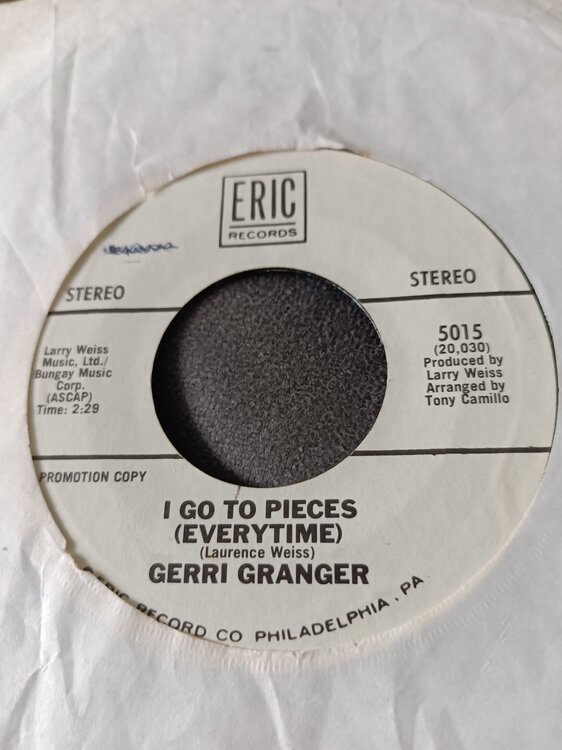 ERIC
RECORDS
STEREO
STEREO
Larry Weiss
Music, Ltd./
Bungay Music
Corp.
(ASCAP)
Time: 2:29
5015
(20,030)
Produced by
Larry Weiss
Arranged by
Tony Camillo
PROMOTION COPY
I GO TO PIECES
(EVERYTIME)
(Laurence Weiss)
GERRI GRANGER
ERIC RECORD CO PHILADELPHIA, PA.